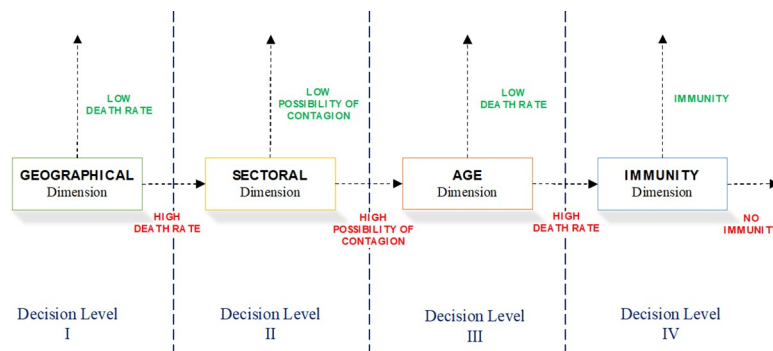 LOW
DEATH RATE
LOW
POSSIBILITY OF
CONTAGION
LOW
DEATH RATE
IMMUNITY
GEOGRAPHICAL
Dimension
SECTORAL
Dimension
AGE
Dimension
IMMUNITY
Dimension
HIGH
DEATH RATE
HIGH
POSSIBILITY
OF CONTAGION
HIGH
DEATH RATE
NO
IMMUNITY
Decision Level
I
Decision Level
II
Decision Level
III
Decision Level
IV